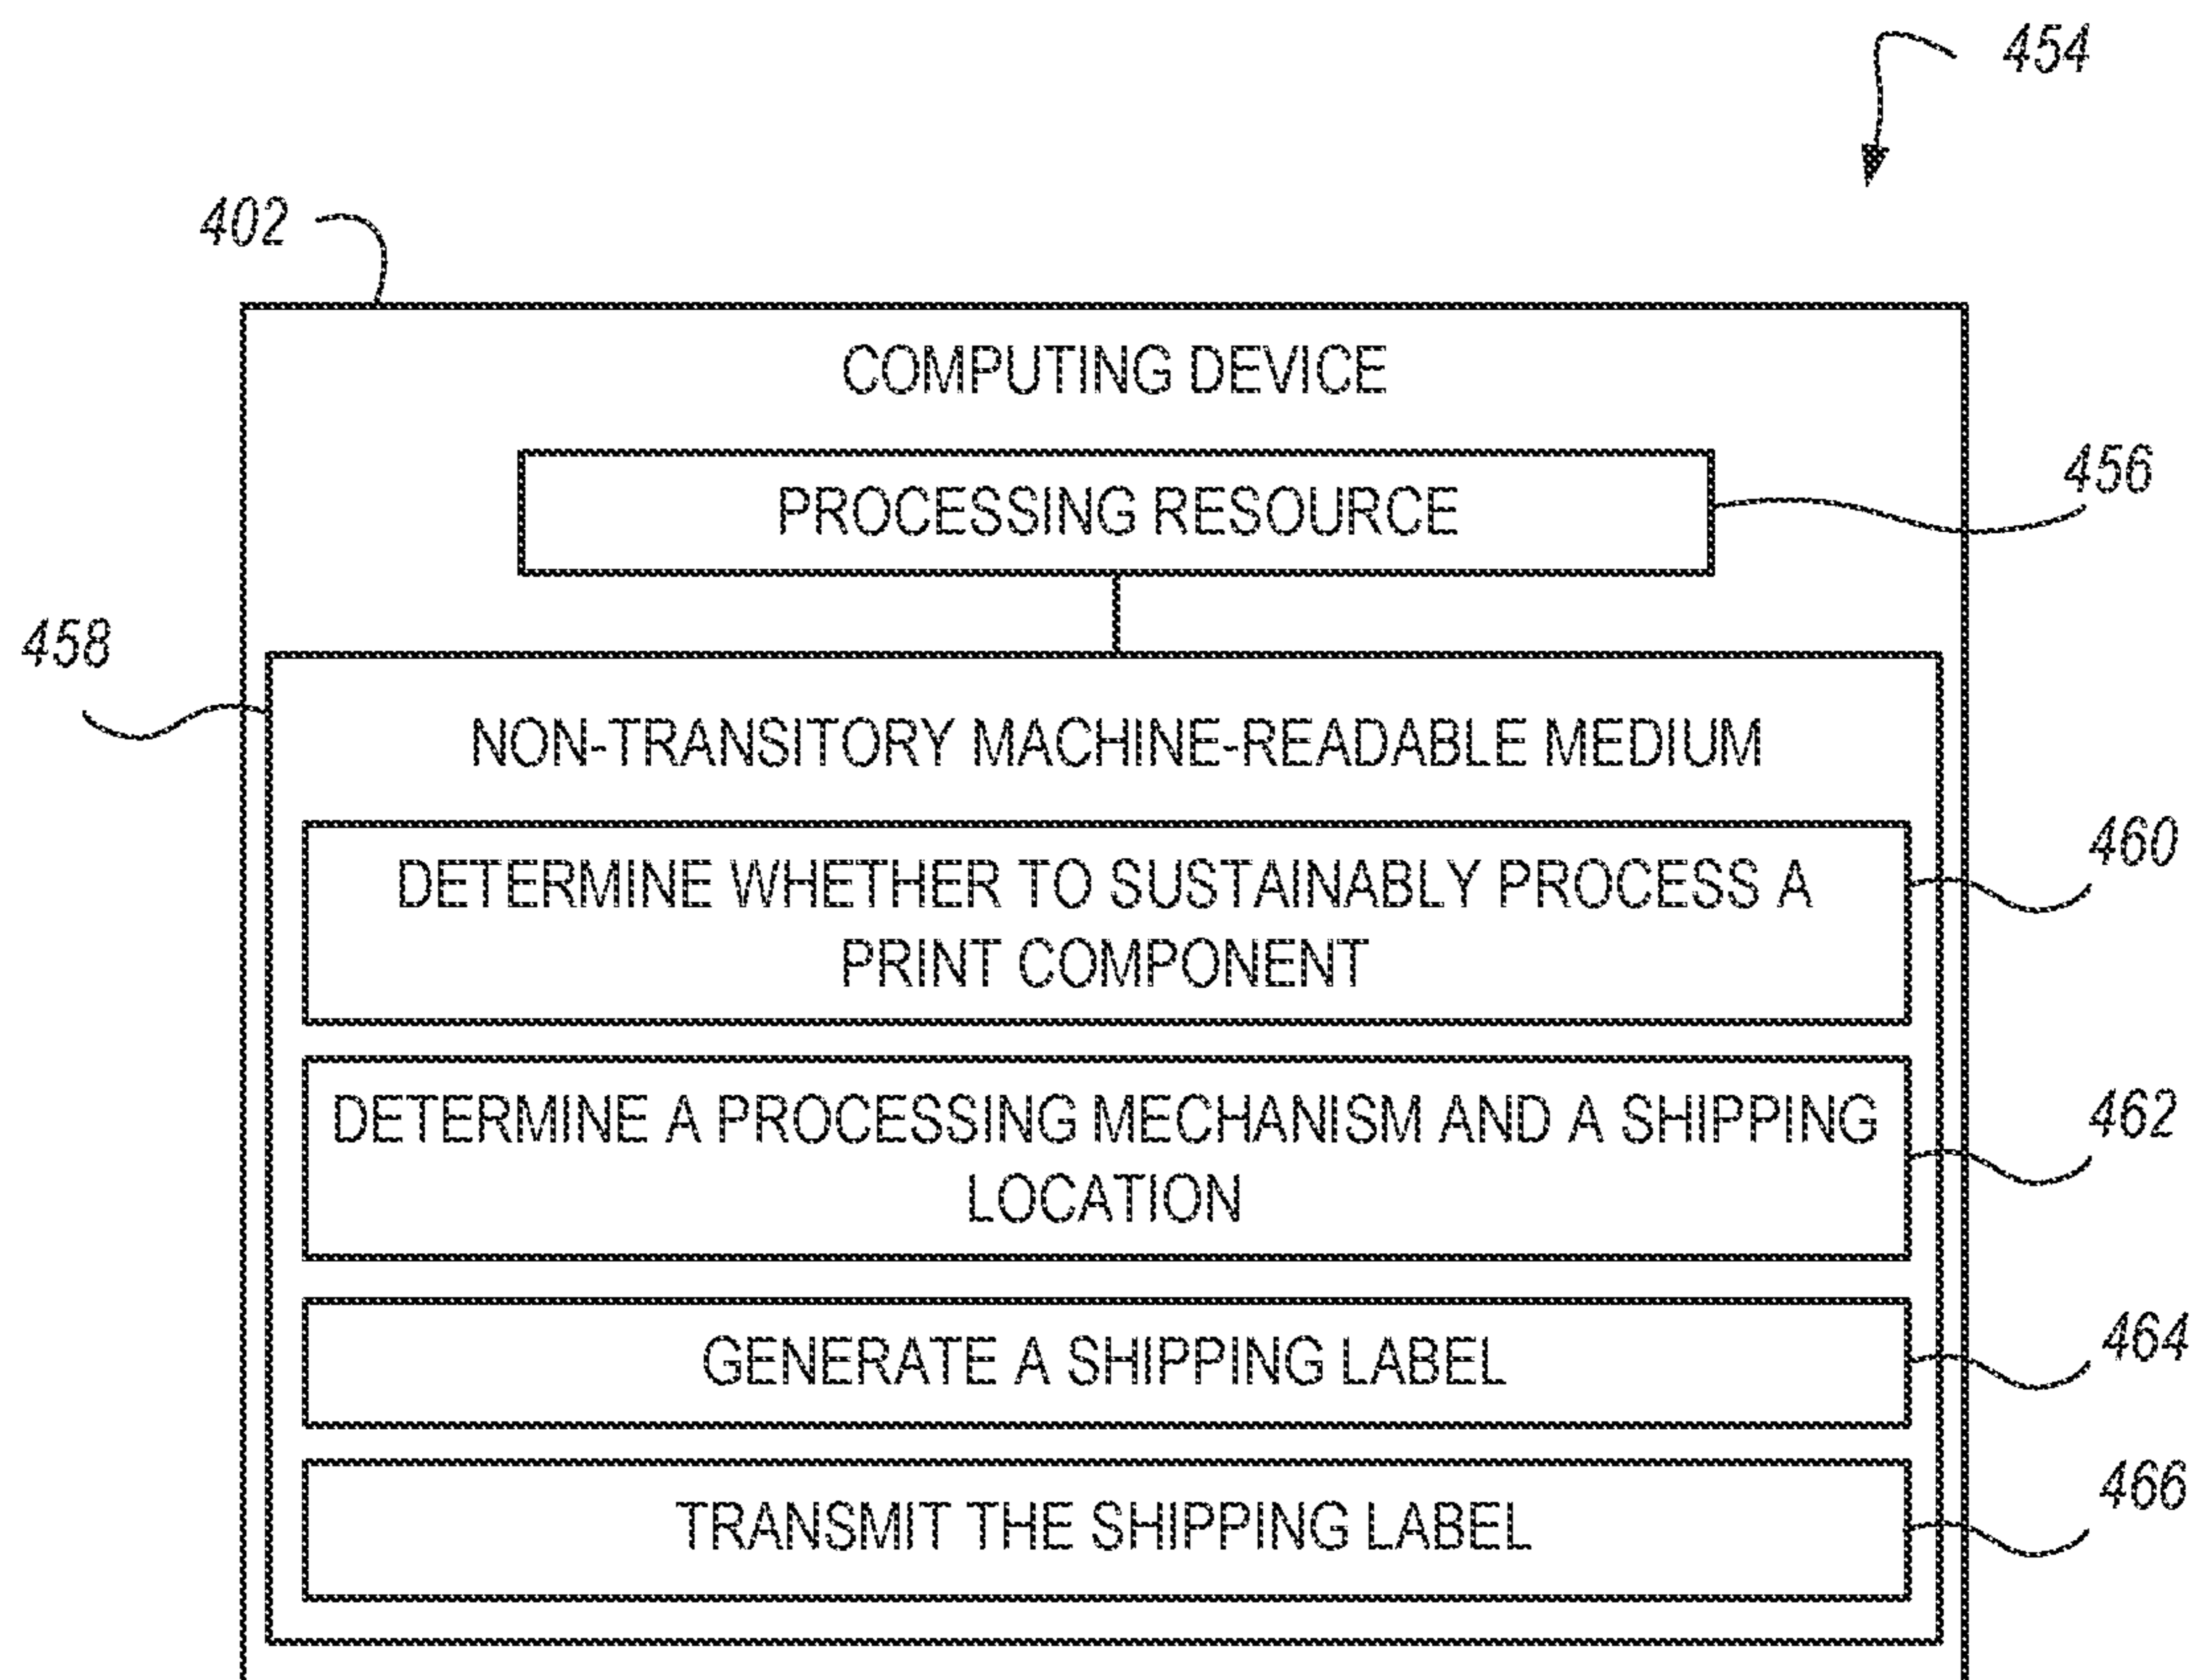 454
402
COMPUTING DEVICE
PROCESSING RESOURCE
456
458
NON-TRANSITORY MACHINE-READABLE MEDIUM
DETERMINE WHETHER TO SUSTAINABLY PROCESS A
PRINT COMPONENT
460
DETERMINE A PROCESSING MECHANISM AND A SHIPPING
LOCATION
462
GENERATE A SHIPPING LABEL
464
TRANSMIT THE SHIPPING LABEL
466